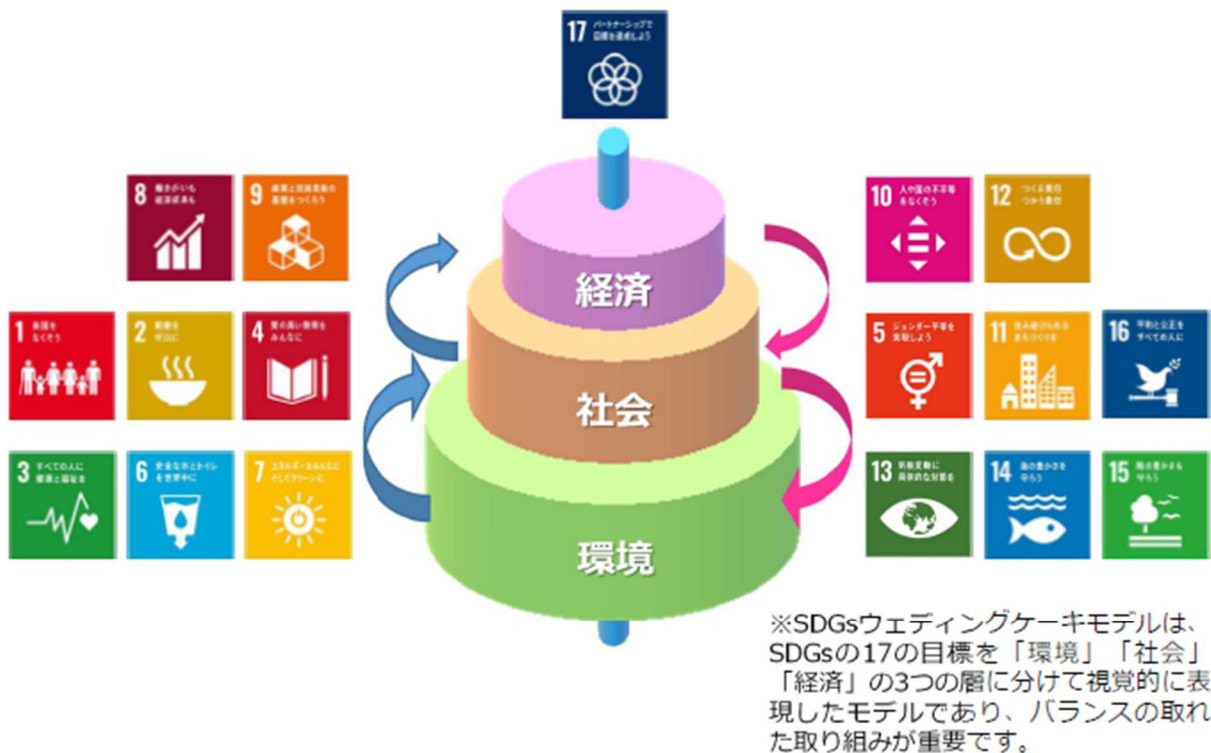 17 パートナーシップで
目標を達成しよう
8 働きがいも
経済成長も
9 産業と技術革新の
基盤をつくろう
10 人や国の不平等
をなくそう
12 つくる責任
つかう責任
経済
1 貧困を
なくそう
2 飢餓を
ゼロに
4 質の高い教育を
みんなに
5 ジェンダー平等を
実現しよう
11 住み続けられる
まちづくりを
16 平和と公正を
すべての人に
社会
3 すべての人に
健康と福祉を
6 安全な水とトイレ
を世界中に
7 エネルギーをみんなに
そしてクリーンに
13 気候変動に
具体的な対策を
14 海の豊かさを
守ろう
15 陸の豊かさも
守ろう
環境
※SDGsウェディングケーキモデルは、
SDGsの17の目標を「環境」「社会」
「経済」の3つの層に分けて視覚的に表
現したモデルであり、バランスの取れ
た取り組みが重要です。